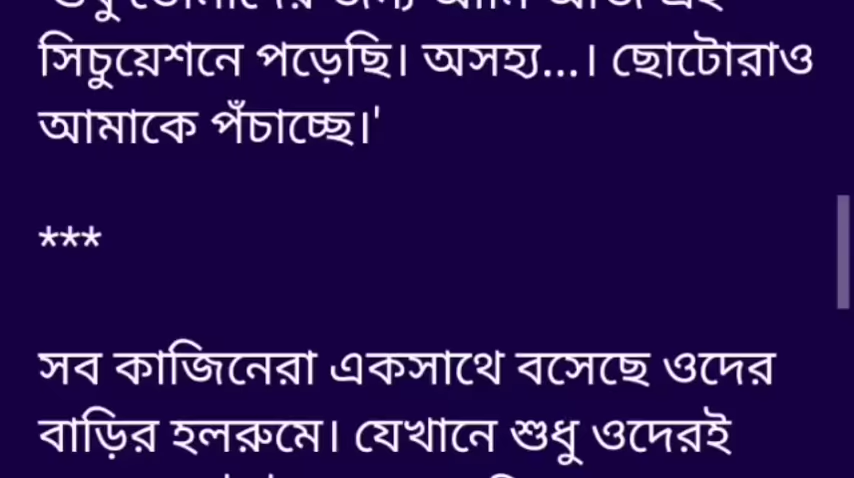 সিচুয়েশনে পড়েছি। অসহ্য...। ছোটোরাও
আমাকে পঁচাচ্ছে।'
***
সব কাজিনেরা একসাথে বসেছে ওদের
বাড়ির হলরুমে। যেখানে শুধু ওদেরই